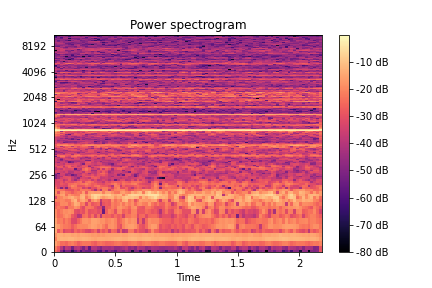 Power spectrogram
8192
4096
2048
1024
512
256
128
64
0
Hz
0
0.5
1
1.5
2
Time
-10 dB
-20 dB
-30 dB
-40 dB
-50 dB
-60 dB
-70 dB
-80 dB